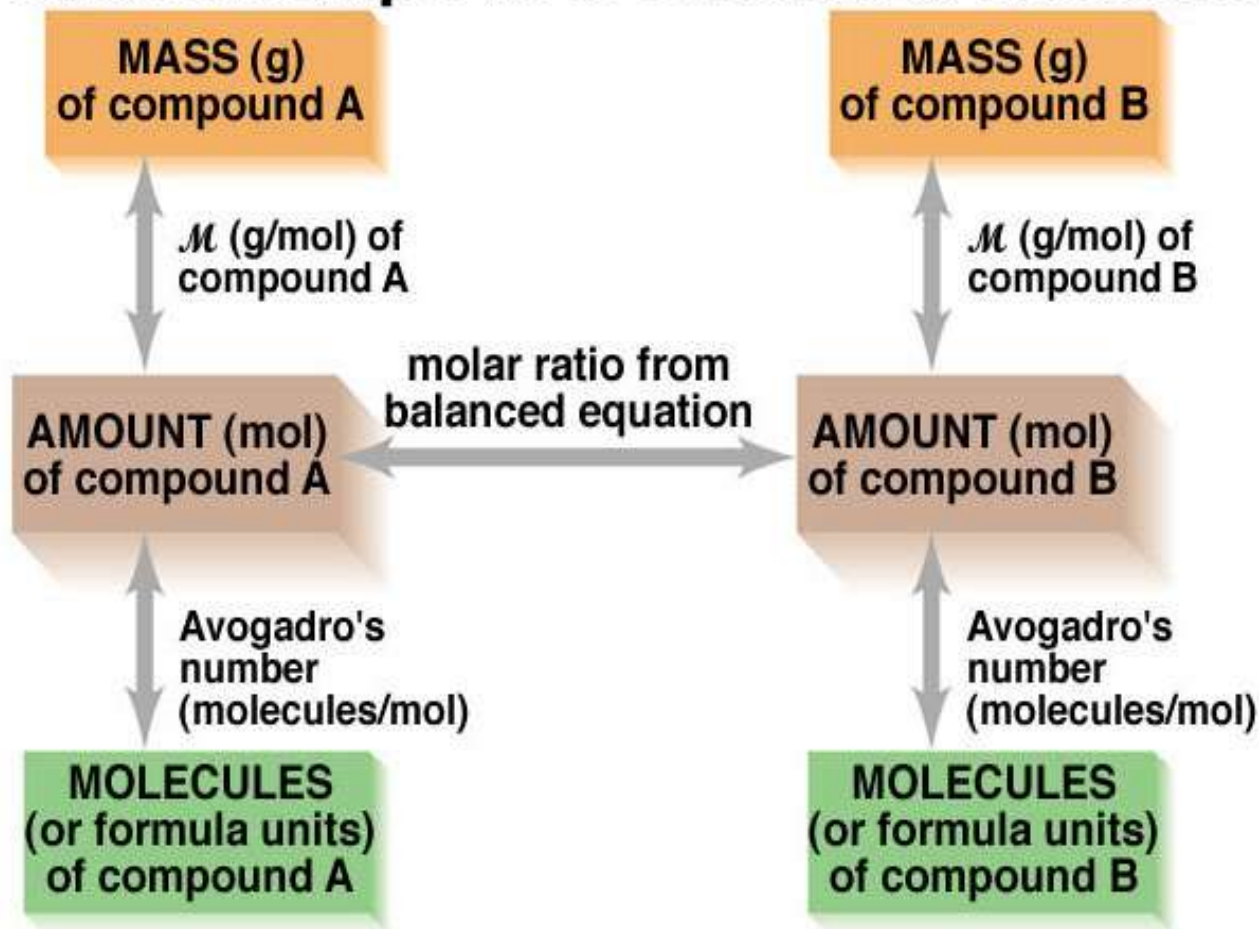 MASS (g)
of compound A
MASS (g)
of compound B
ℳ (g/mol) of
compound A
ℳ (g/mol) of
compound B
molar ratio from
balanced equation
AMOUNT (mol)
of compound A
AMOUNT (mol)
of compound B
Avogadro's
number
(molecules/mol)
Avogadro's
number
(molecules/mol)
MOLECULES
(or formula units)
of compound A
MOLECULES
(or formula units)
of compound B